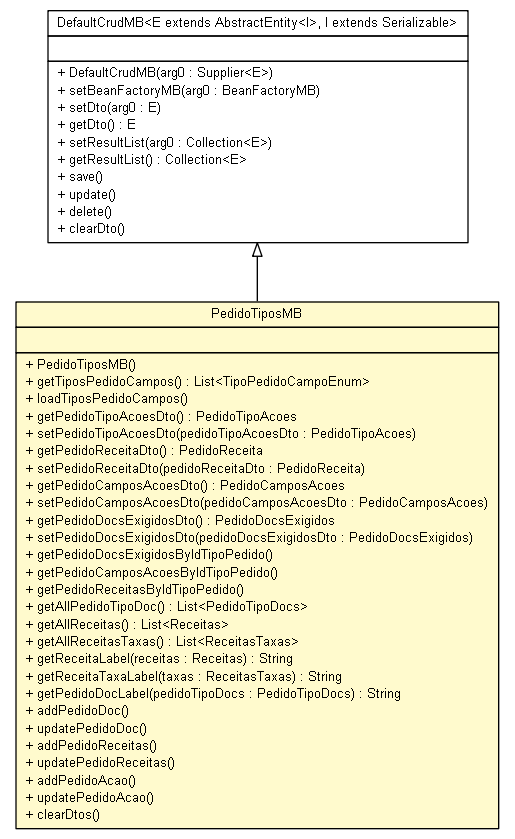 DefaultCrudMB<E extends AbstractEntity<I>, I extends Serializable>
+ DefaultCrudMB(arg0 : Supplier<E>)
+ setBeanFactoryMB(arg0 : BeanFactoryMB)
+ setDto(arg0 : E)
+ getDto() : E
+ setResultList(arg0 : Collection<E>)
+ getResultList() : Collection<E>
+ save()
+ update()
+ delete()
+ clearDto()
PedidoTiposMB
+ PedidoTiposMB()
+ getTiposPedidoCampos() : List<TipoPedidoCampoEnum>
+ loadTiposPedidoCampos()
+ getPedidoTipoAcoesDto() : PedidoTipoAcoes
+ setPedidoTipoAcoesDto(pedidoTipoAcoesDto : PedidoTipoAcoes)
+ getPedidoReceitaDto() : PedidoReceita
+ setPedidoReceitaDto(pedidoReceitaDto : PedidoReceita)
+ getPedidoCamposAcoesDto() : PedidoCamposAcoes
+ setPedidoCamposAcoesDto(pedidoCamposAcoesDto : PedidoCamposAcoes)
+ getPedidoDocsExigidosDto() : PedidoDocsExigidos
+ setPedidoDocsExigidosDto(pedidoDocsExigidosDto : PedidoDocsExigidos)
+ getPedidoDocsExigidosByIdTipoPedido()
+ getPedidoCamposAcoesByIdTipoPedido()
+ getPedidoReceitasByIdTipoPedido()
+ getAllPedidoTipoDoc() : List<PedidoTipoDocs>
+ getAllReceitas() : List<Receitas>
+ getAllReceitasTaxas() : List<ReceitasTaxas>
+ getReceitaLabel(receitas : Receitas) : String
+ getReceitaTaxaLabel(taxas : ReceitasTaxas) : String
+ getPedidoDocLabel(pedidoTipoDocs : PedidoTipoDocs) : String
+ addPedidoDoc()
+ updatePedidoDoc()
+ addPedidoReceitas()
+ updatePedidoReceitas()
+ addPedidoAcao()
+ updatePedidoAcao()
+ clearDtos()